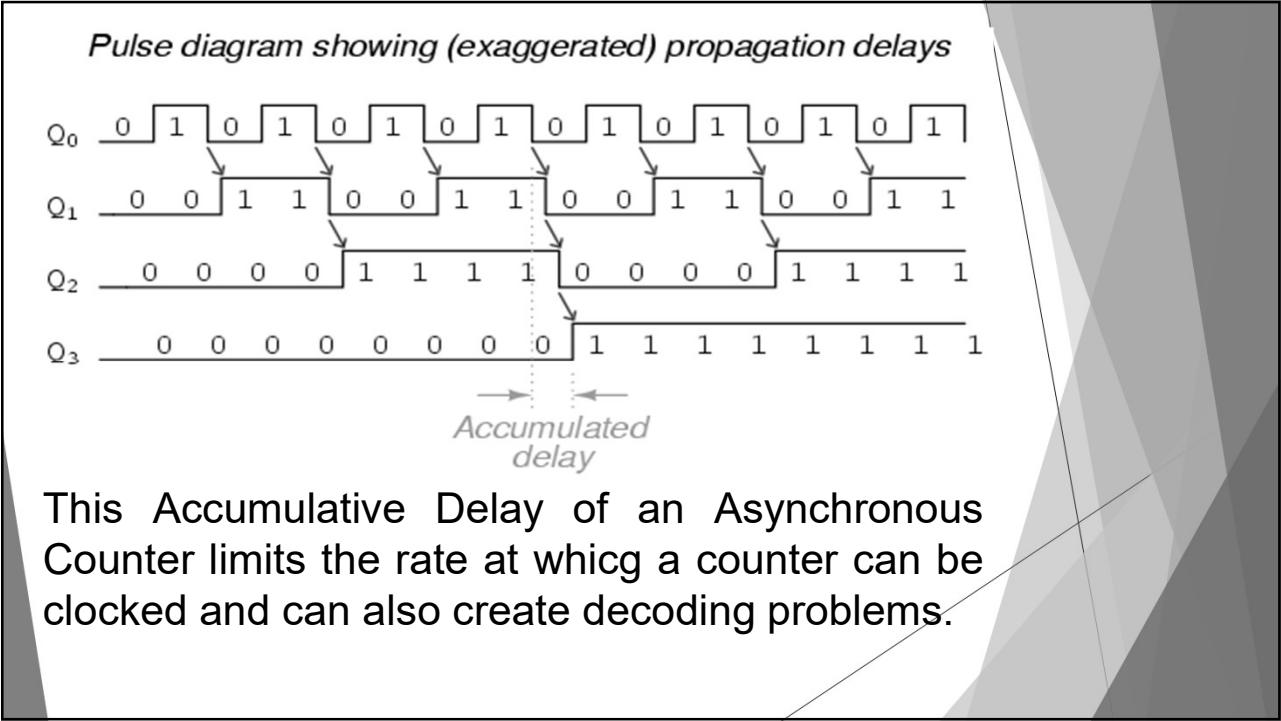 Pulse diagram showing (exaggerated) propagation delays
Q0 0 1 0 1 0 1 0 1 0 1 0 1 0 1 0 1
Q1 0 0 1 1 0 0 1 1 0 0 1 1 0 0 1 1
Q2 0 0 0 0 1 1 1 1 0 0 0 0 1 1 1 1
Q3 0 0 0 0 0 0 0 0 1 1 1 1 1 1 1 1
Accumulated
delay
This Accumulative Delay of an Asynchronous
Counter limits the rate at whicg a counter can be
clocked and can also create decoding problems.